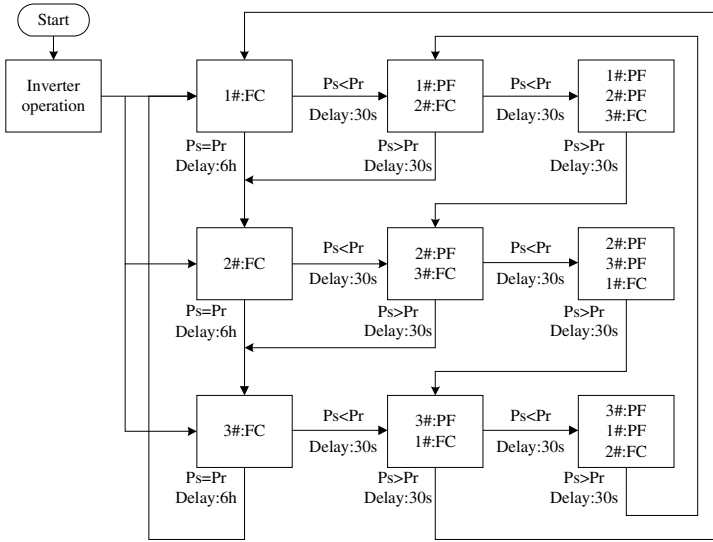 Start
Inverter
operation
1#:FC
Ps<Pr
Delay:30s
1#:PF
2#:FC
Ps<Pr
Delay:30s
1#:PF
2#:PF
3#:FC
Ps=Pr
Delay:6h
Ps>Pr
Delay:30s
Ps>Pr
Delay:30s
2#:FC
Ps<Pr
Delay:30s
2#:PF
3#:FC
Ps<Pr
Delay:30s
2#:PF
3#:PF
1#:FC
Ps=Pr
Delay:6h
Ps>Pr
Delay:30s
Ps>Pr
Delay:30s
3#:FC
Ps<Pr
Delay:30s
3#:PF
1#:FC
Ps<Pr
Delay:30s
3#:PF
1#:PF
2#:FC
Ps=Pr
Delay:6h
Ps>Pr
Delay:30s
Ps>Pr
Delay:30s